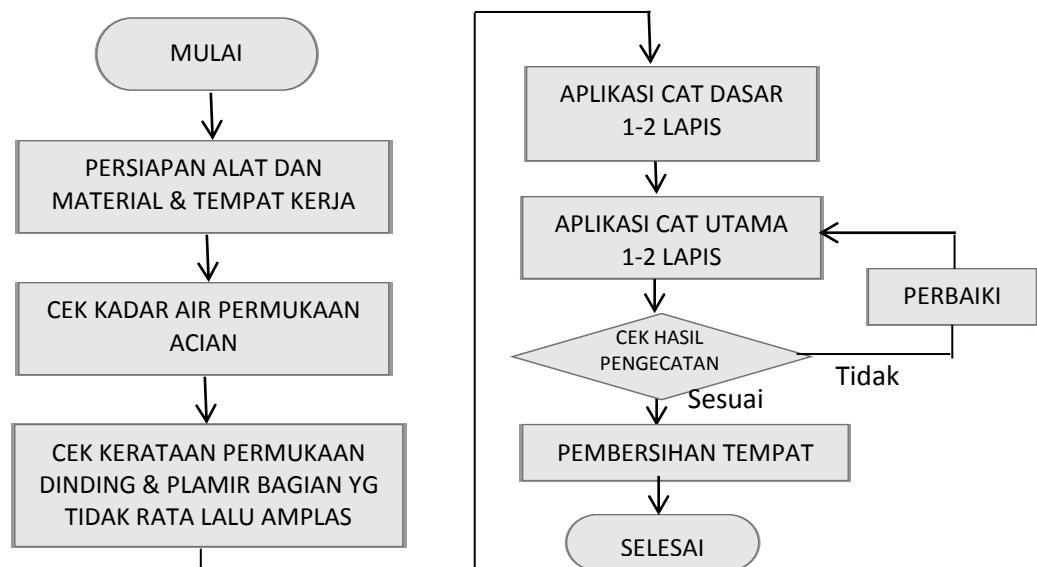 MULAI
PERSIAPAN ALAT DAN
MATERIAL & TEMPAT KERJA
CEK KADAR AIR PERMUKAAN
ACIAN
CEK KERATAAN PERMUKAAN
DINDING & PLAMIR BAGIAN YG
TIDAK RATA LALU AMPLAS
APLIKASI CAT DASAR
1-2 LAPIS
APLIKASI CAT UTAMA
1-2 LAPIS
PERBAIKI
CEK HASIL
PENGECATAN
Tidak
Sesuai
PEMBERSIHAN TEMPAT
SELESAI